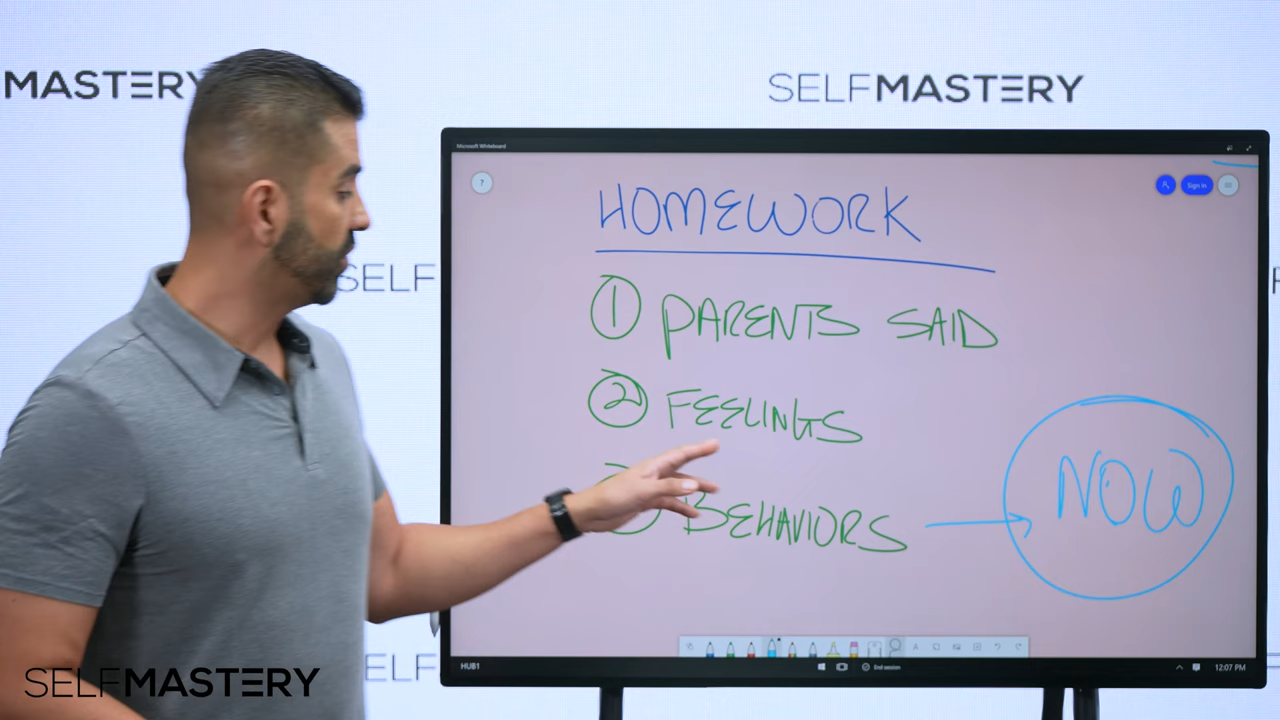 MASTERY
SELFMASTERY
SELF
Microsoft Whiteboard
?
Sign in
HOMEWORK
1 PARENTS SAID
2 FEELINGS
BEHAVIORS
NOW
SELF
HUB1
End session
12:07 PM
SELFMASTERY